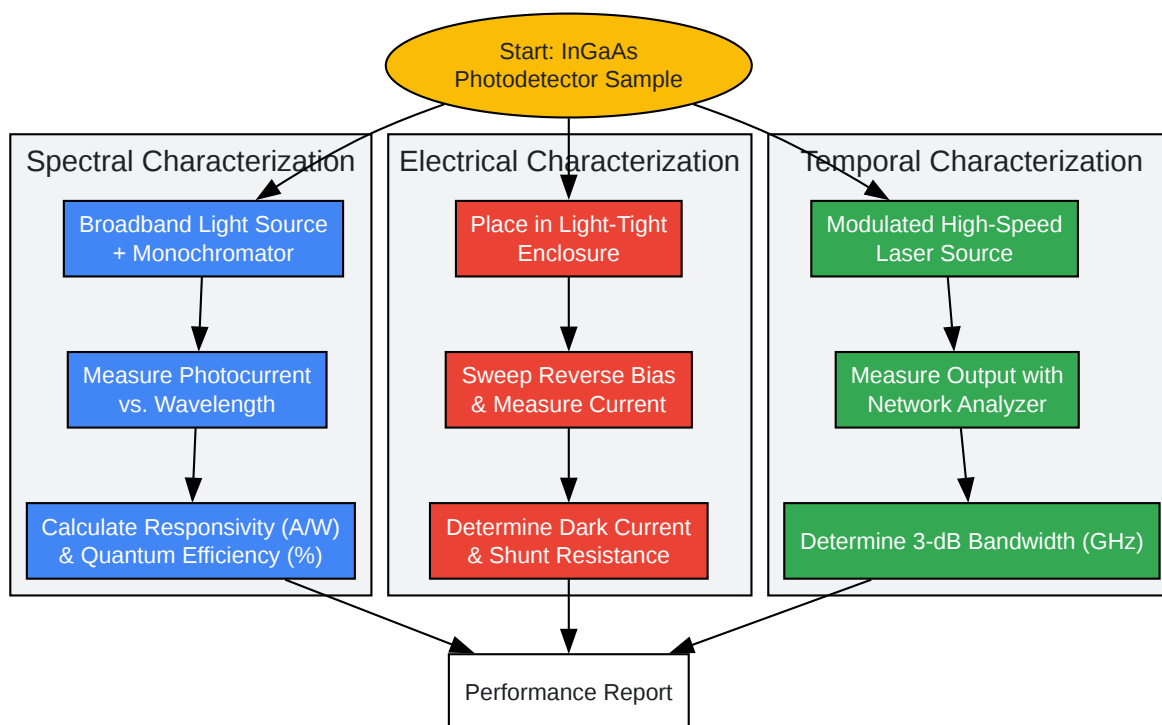 Start: InGaAs
Photodetector Sample
Spectral Characterization
Broadband Light Source
+ Monochromator
Measure Photocurrent
vs. Wavelength
Calculate Responsivity (A/W)
& Quantum Efficiency (%)
Electrical Characterization
Place in Light-Tight
Enclosure
Sweep Reverse Bias
& Measure Current
Determine Dark Current
& Shunt Resistance
Temporal Characterization
Modulated High-Speed
Laser Source
Measure Output with
Network Analyzer
Determine 3-dB Bandwidth (GHz)
Performance Report